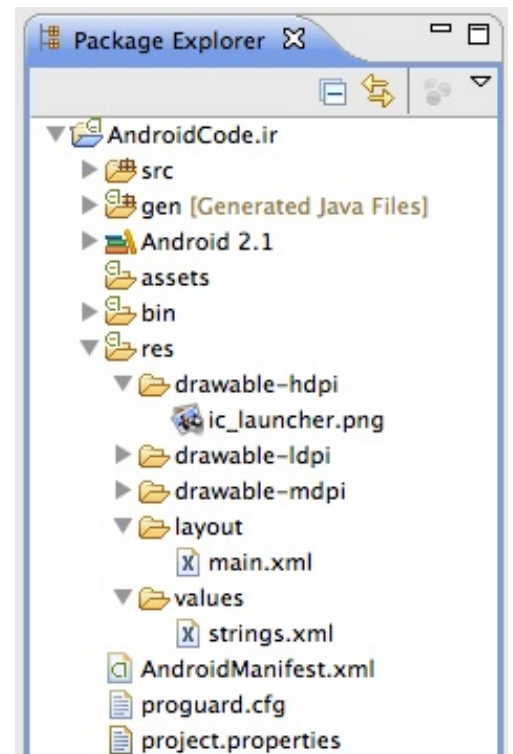 Package Explorer
AndroidCode.ir
src
gen [Generated Java Files]
Android 2.1
assets
bin
res
drawable-hdpi
ic_launcher.png
drawable-ldpi
drawable-mdpi
layout
main.xml
values
strings.xml
AndroidManifest.xml
proguard.cfg
project.properties